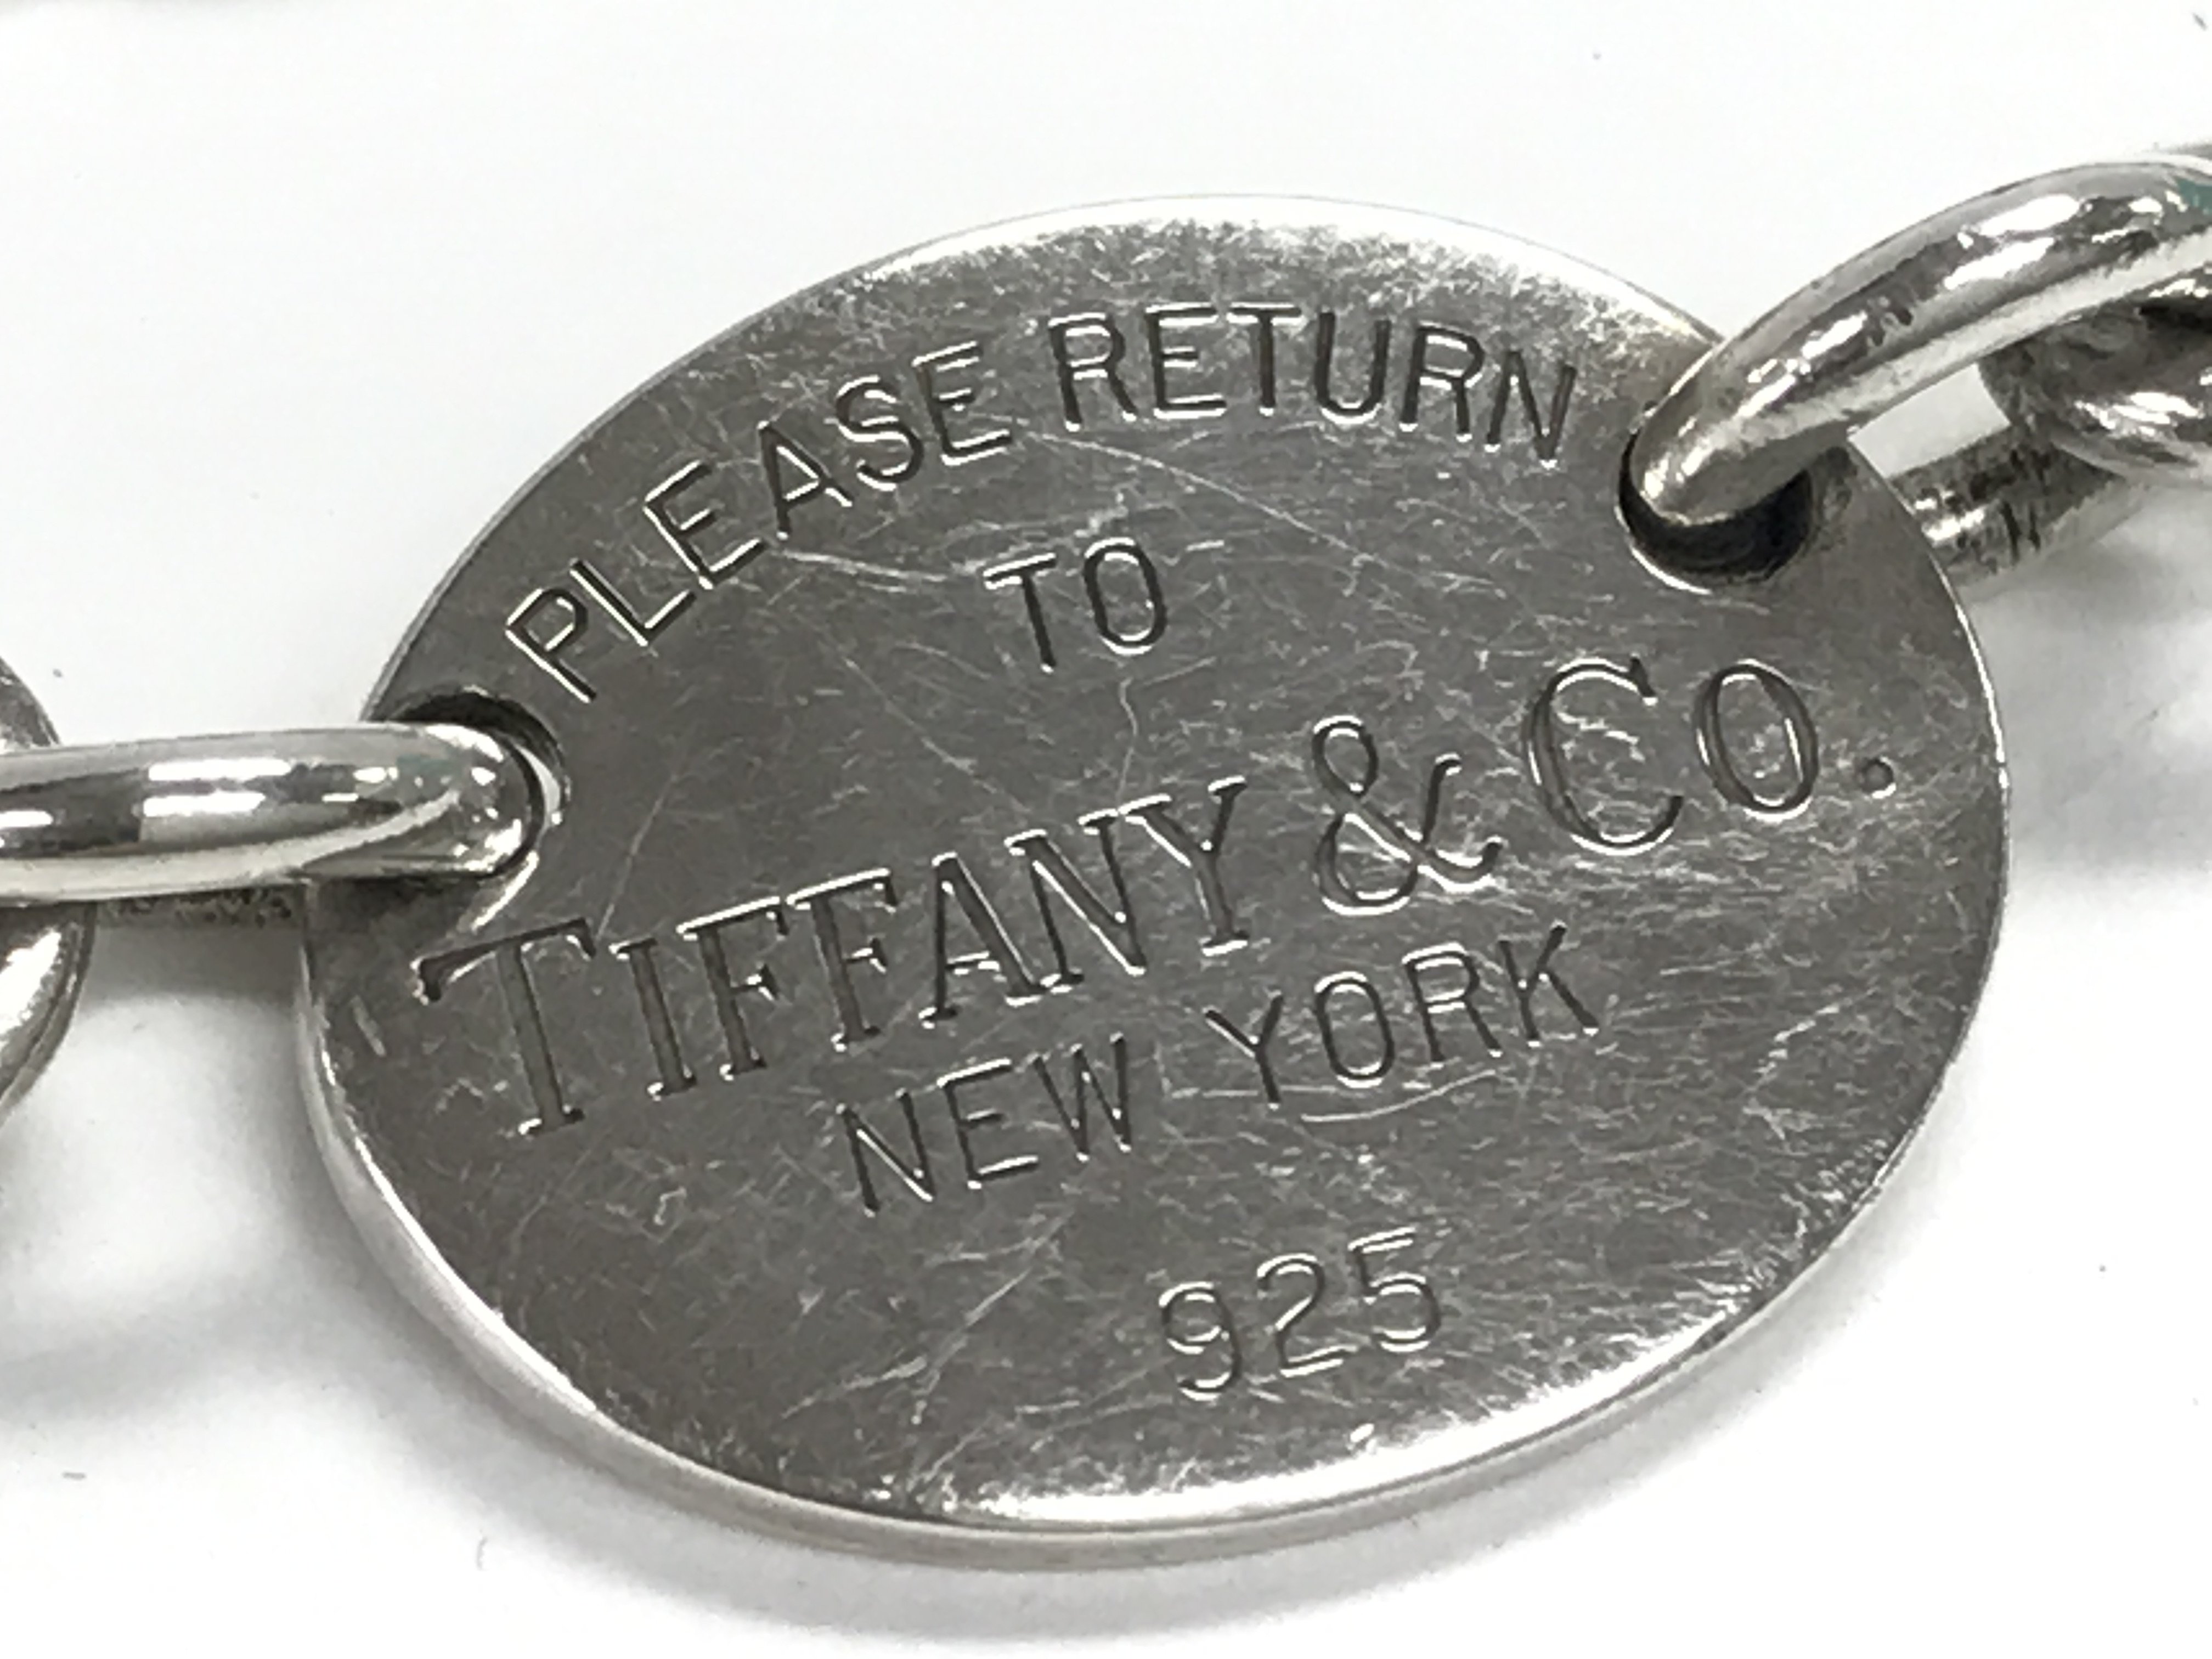 PLEASE RETURN
TO
TIFFANY & CO.
NEW YORK
925